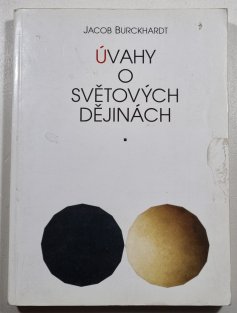 JACOB BURCKHARDT
ÚVAHY
O
SVĚTOVÝCH
DĚJINÁCH